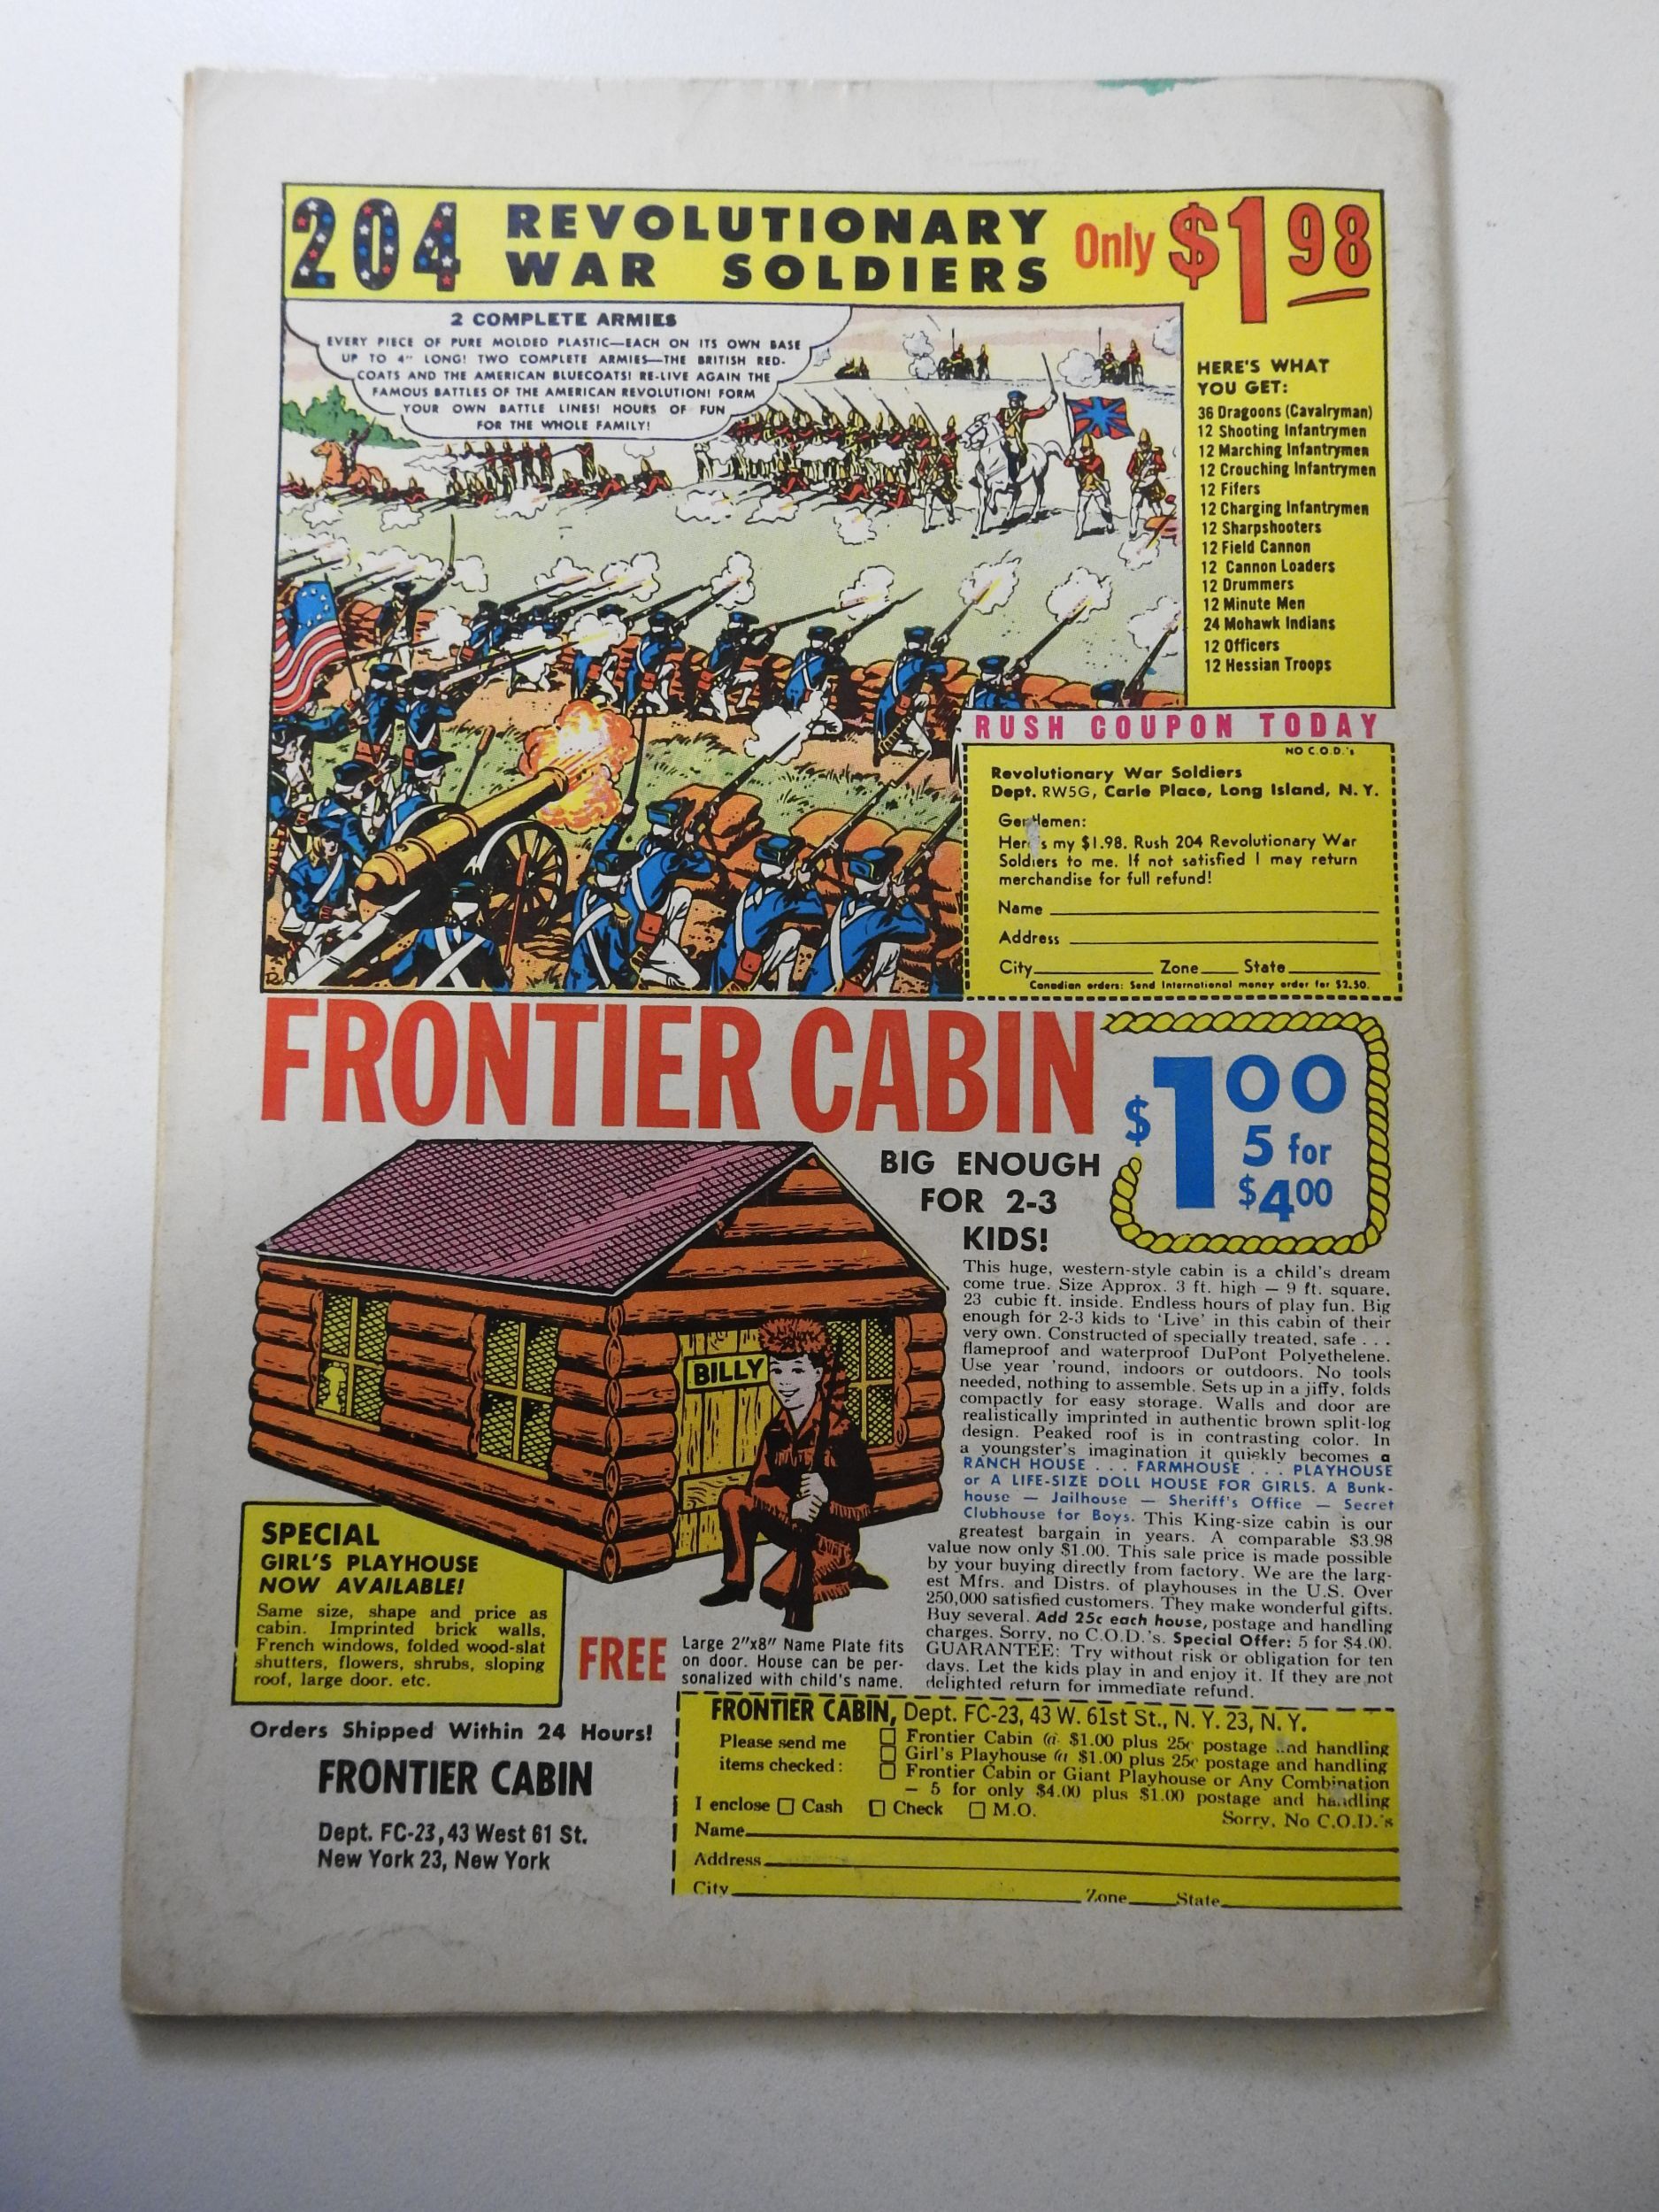 204 REVOLUTIONARY
WAR SOLDIERS
Only $1 98
2 COMPLETE ARMIES
EVERY PIECE OF PURE MOLDED PLASTIC—EACH ON ITS OWN BASE
UP TO 4" LONG! TWO COMPLETE ARMIES—THE BRITISH RED-
COATS AND THE AMERICAN BLUECOATS! RE-LIVE AGAIN THE
FAMOUS BATTLES OF THE AMERICAN REVOLUTION! FORM
YOUR OWN BATTLE LINES! HOURS OF FUN
FOR THE WHOLE FAMILY!
HERE'S WHAT
YOU GET:
36 Dragoons (Cavalryman)
12 Shooting Infantrymen
12 Marching Infantrymen
12 Crouching Infantrymen
12 Fifers
12 Charging Infantrymen
12 Sharpshooters
12 Field Cannon
12 Cannon Loaders
12 Drummers
12 Minute Men
24 Mohawk Indians
12 Officers
12 Hessian Troops
RUSH COUPON TODAY
NO C.O.D.'s
Revolutionary War Soldiers
Dept. RW5G, Carle Place, Long Island, N.Y.
Gentlemen:
Here's my $1.98. Rush 204 Revolutionary War
Soldiers to me. If not satisfied I may return
merchandise for full refund!
Name
Address
City Zone State
Canadian orders: Send International money order for $2.50.
FRONTIER CABIN
$1 00
5 for
$4 00
BIG ENOUGH
FOR 2-3
KIDS!
BILLY
This huge, western-style cabin is a child's dream
come true. Size Approx. 3 ft. high — 9 ft. square,
23 cubic ft. inside. Endless hours of play fun. Big
enough for 2-3 kids to 'Live' in this cabin of their
very own. Constructed of specially treated, safe . . .
flameproof and waterproof DuPont Polyethelene.
Use year 'round, indoors or outdoors. No tools
needed, nothing to assemble. Sets up in a jiffy, folds
compactly for easy storage. Walls and door are
realistically imprinted in authentic brown split-log
design. Peaked roof is in contrasting color. In
a youngster's imagination it quickly becomes a
RANCH HOUSE . . . FARMHOUSE . . . PLAYHOUSE
or A LIFE-SIZE DOLL HOUSE FOR GIRLS. A Bunk-
house — Jailhouse — Sheriff's Office — Secret
Clubhouse for Boys. This King-size cabin is our
greatest bargain in years. A comparable $3.98
value now only $1.00. This sale price is made possible
by your buying directly from factory. We are the larg-
est Mfrs. and Distrs. of playhouses in the U.S. Over
250,000 satisfied customers. They make wonderful gifts.
Buy several. Add 25c each house, postage and handling
charges. Sorry, no C.O.D.'s. Special Offer: 5 for $4.00.
GUARANTEE: Try without risk or obligation for ten
days. Let the kids play in and enjoy it. If they are not
delighted return for immediate refund.
SPECIAL
GIRL'S PLAYHOUSE
NOW AVAILABLE!
Same size, shape and price as
cabin. Imprinted brick walls,
French windows, folded wood-slat
shutters, flowers, shrubs, sloping
roof, large door. etc.
FREE
Large 2"x8" Name Plate fits
on door. House can be per-
sonalized with child's name.
Orders Shipped Within 24 Hours!
FRONTIER CABIN
Dept. FC-23, 43 West 61 St.
New York 23, New York
FRONTIER CABIN, Dept. FC-23, 43 W. 61st St., N. Y. 23, N. Y.
Please send me
items checked:
Frontier Cabin @ $1.00 plus 25c postage and handling
Girl's Playhouse @ $1.00 plus 25c postage and handling
Frontier Cabin or Giant Playhouse or Any Combination
— 5 for only $4.00 plus $1.00 postage and handling
I enclose Cash Check M.O.
Sorry, No C.O.D.'s
Name
Address
City Zone State